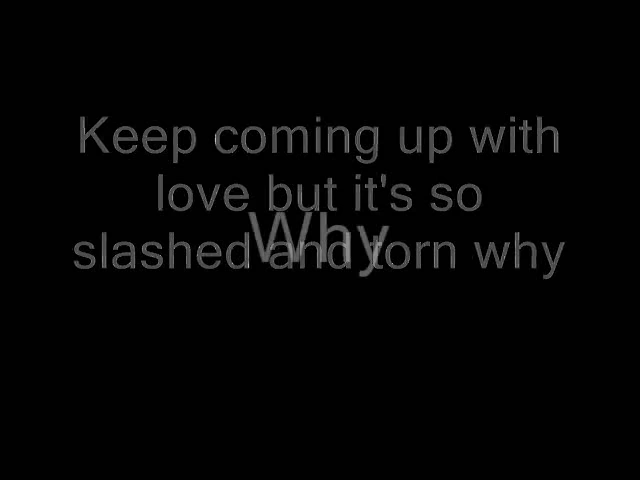 Keep coming up with
love but it's so
slashed and torn why
Why